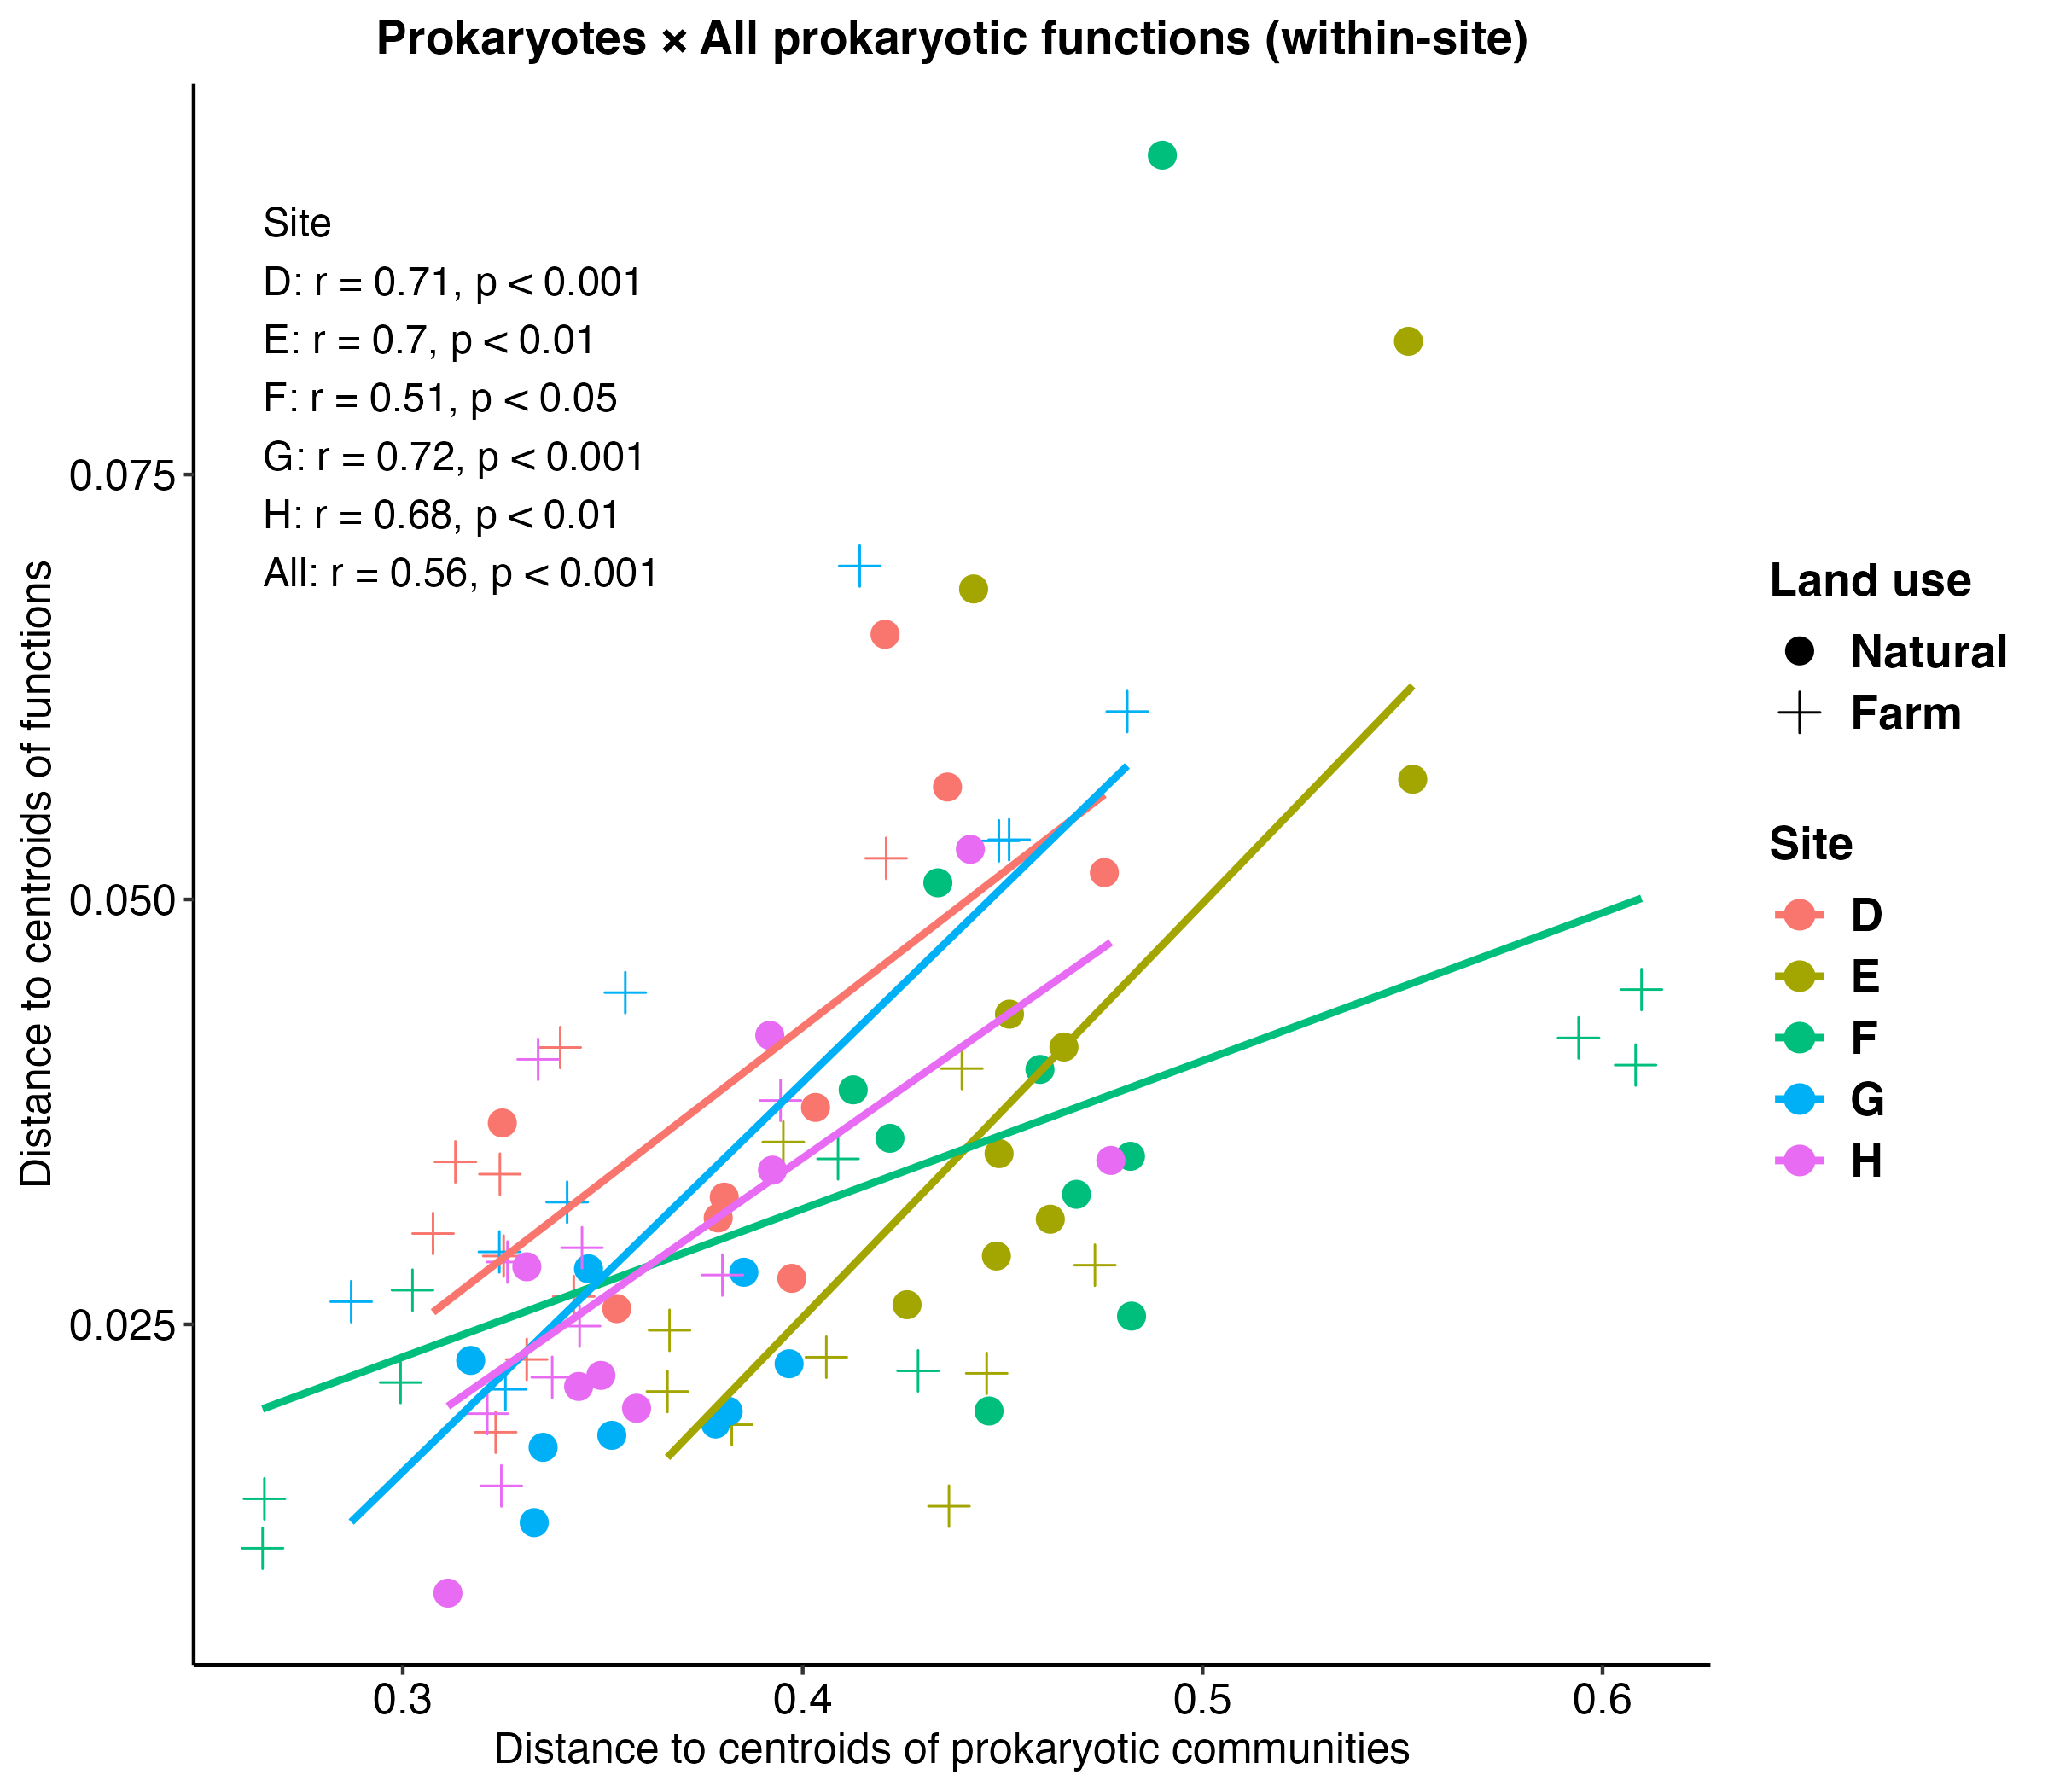 Prokaryotes × All prokaryotic functions (within-site)
Site
D: r = 0.71, p < 0.001
E: r = 0.7, p < 0.01
F: r = 0.51, p < 0.05
G: r = 0.72, p < 0.001
H: r = 0.68, p < 0.01
All: r = 0.56, p < 0.001
Distance to centroids of functions
0.075
0.050
0.025
0.3
0.4
0.5
0.6
Distance to centroids of prokaryotic communities
Land use
Natural
Farm
Site
D
E
F
G
H